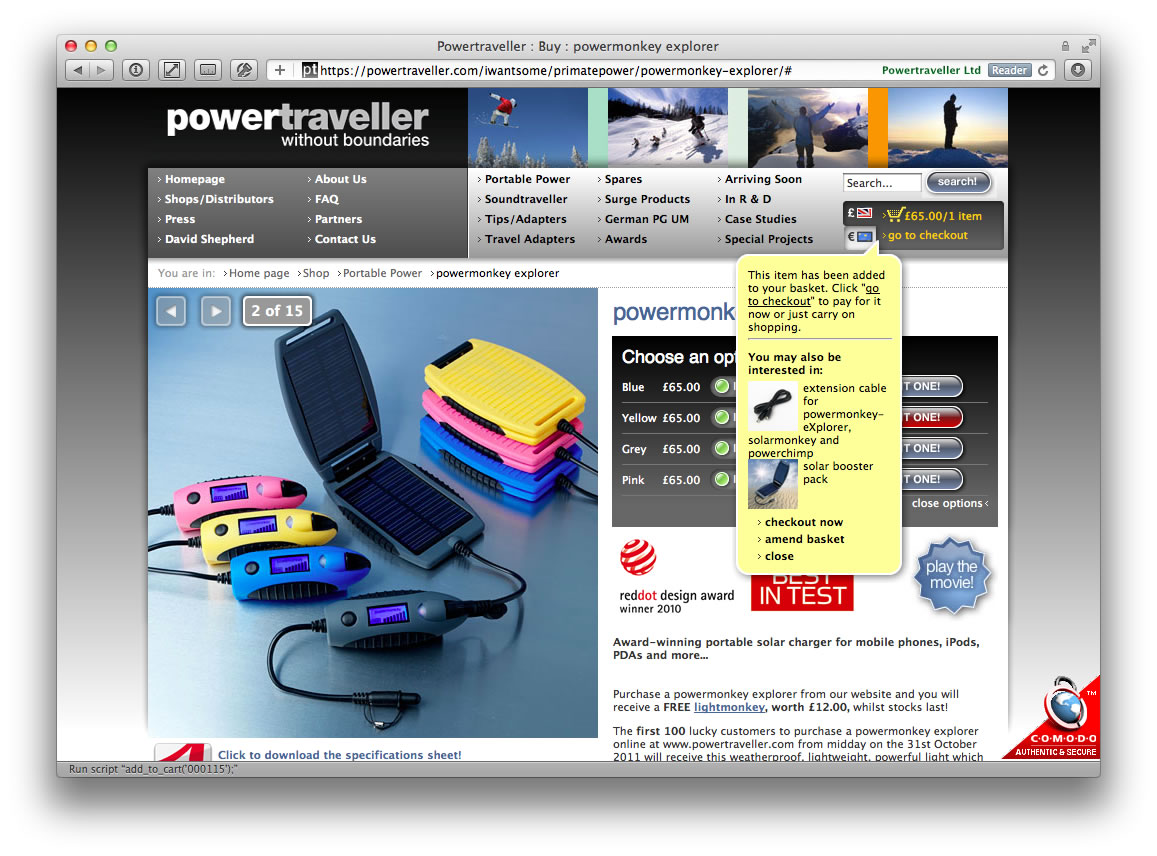 Powertraveller : Buy : powermonkey explorer
pt https://powertraveller.com/iwantsome/primatepower/powermonkey-explorer/# Powertraveller Ltd Reader
powertraveller
without boundaries
Homepage
Shops/Distributors
Press
David Shepherd
About Us
FAQ
Partners
Contact Us
Portable Power
Soundtraveller
Tips/Adapters
Travel Adapters
Spares
Surge Products
German PG UM
Awards
Arriving Soon
In R & D
Case Studies
Special Projects
Search... search!
£ £65.00/1 item
€ go to checkout
You are in: Home page Shop Portable Power powermonkey explorer
2 of 15
powermonk
Choose an opt
Blue £65.00 T ONE!
Yellow £65.00 T ONE!
Grey £65.00 T ONE!
Pink £65.00 T ONE!
close options
This item has been added
to your basket. Click "go
to checkout" to pay for it
now or just carry on
shopping.
You may also be
interested in:
extension cable
for
powermonkey-
eXplorer,
solarmonkey and
powerchimp
solar booster
pack
checkout now
amend basket
close
reddot design award
winner 2010
BEST
IN TEST
play the
movie!
Award-winning portable solar charger for mobile phones, iPods,
PDAs and more...
Purchase a powermonkey explorer from our website and you will
receive a FREE lightmonkey, worth £12.00, whilst stocks last!
The first 100 lucky customers to purchase a powermonkey explorer
online at www.powertraveller.com from midday on the 31st October
2011 will receive this weatherproof, lightweight, powerful light which
Click to download the specifications sheet!
TM
C·O·M·O·D·O
AUTHENTIC & SECURE
Run script "add_to_cart('000115');"